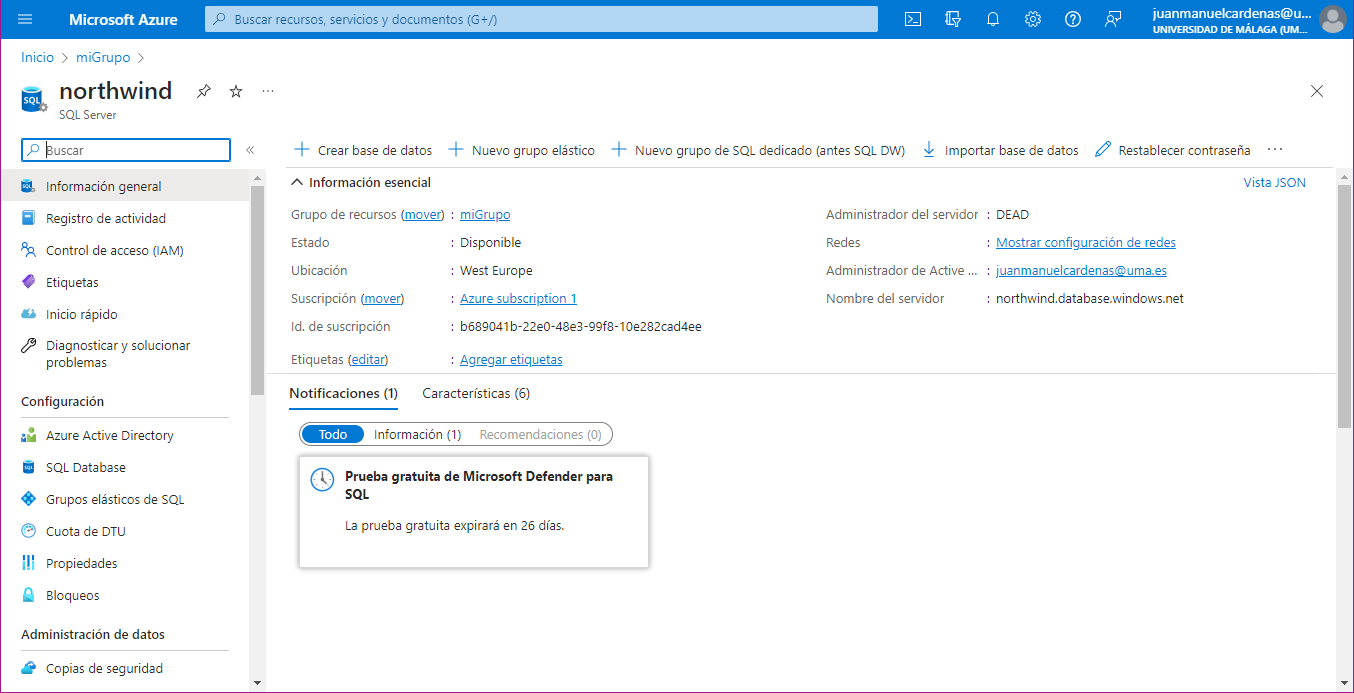 Microsoft Azure
Buscar recursos, servicios y documentos (G+/)
juanmanuelcardenas@u...
UNIVERSIDAD DE MÁLAGA (UM...
Inicio > miGrupo >
northwind
...
SQL Server
Buscar
«
Información general
Registro de actividad
Control de acceso (IAM)
Etiquetas
Inicio rápido
Diagnosticar y solucionar
problemas
Configuración
Azure Active Directory
SQL Database
Grupos elásticos de SQL
Cuota de DTU
Propiedades
Bloqueos
Administración de datos
Copias de seguridad
Crear base de datos
Nuevo grupo elástico
Nuevo grupo de SQL dedicado (antes SQL DW)
Importar base de datos
Restablecer contraseña
...
Información esencial
Vista JSON
Grupo de recursos (mover) : miGrupo
Estado : Disponible
Ubicación : West Europe
Suscripción (mover) : Azure subscription 1
Id. de suscripción : b689041b-22e0-48e3-99f8-10e282cad4ee
Etiquetas (editar) : Agregar etiquetas
Administrador del servidor : DEAD
Redes : Mostrar configuración de redes
Administrador de Active ... : juanmanuelcardenas@uma.es
Nombre del servidor : northwind.database.windows.net
Notificaciones (1)
Características (6)
Todo
Información (1)
Recomendaciones (0)
Prueba gratuita de Microsoft Defender para
SQL
La prueba gratuita expirará en 26 días.